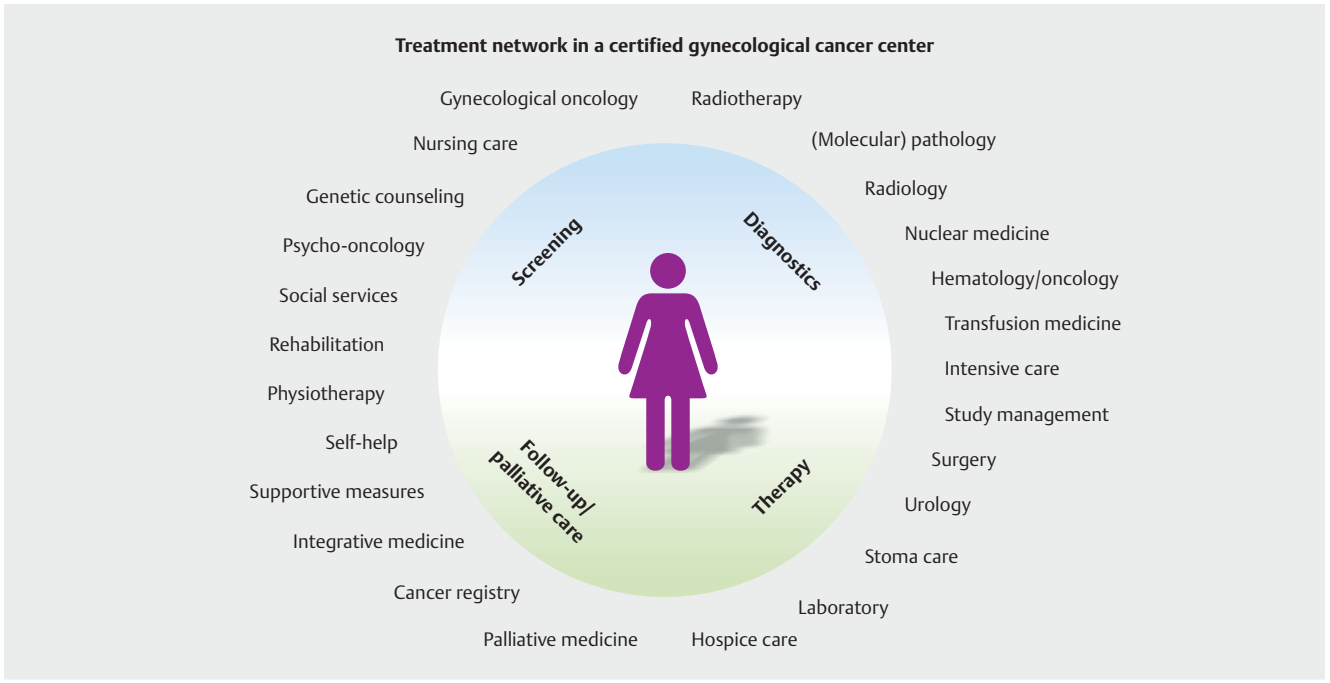 Treatment network in a certified gynecological cancer center
Gynecological oncology
Radiotherapy
Nursing care
(Molecular) pathology
Genetic counseling
Radiology
Psycho-oncology
Nuclear medicine
Social services
Hematology/oncology
Rehabilitation
Transfusion medicine
Physiotherapy
Intensive care
Self-help
Study management
Supportive measures
Surgery
Integrative medicine
Urology
Cancer registry
Stoma care
Palliative medicine
Laboratory
Hospice care
Screening
Diagnostics
Follow-up/
palliative care
Therapy